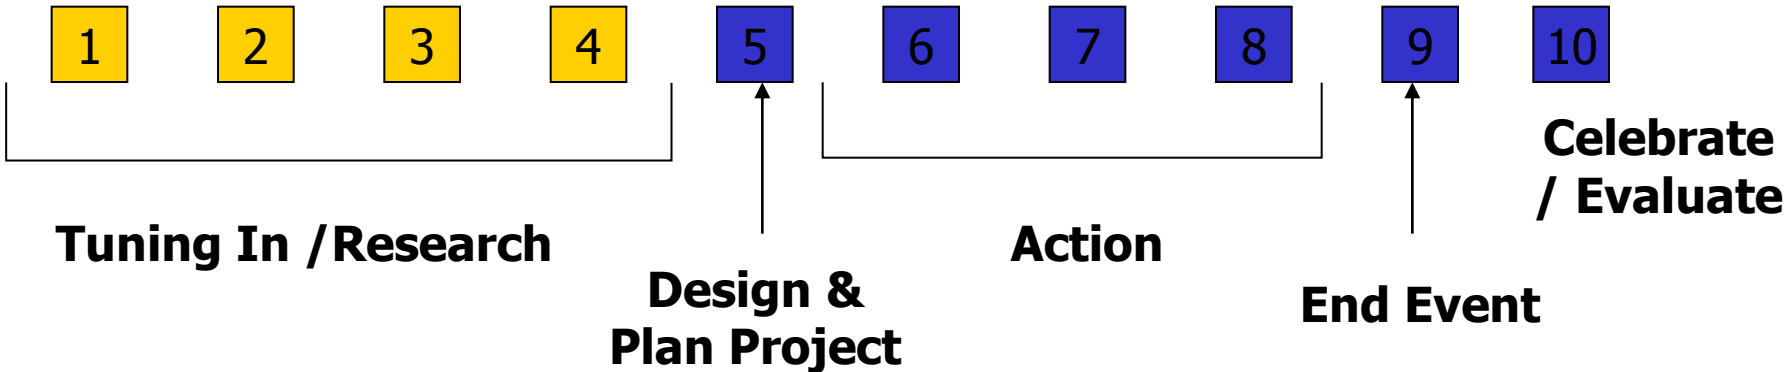 1 2 3 4 5 6 7 8 9 10
Tuning In /Research
Design &
Plan Project
Action
End Event
Celebrate
/ Evaluate